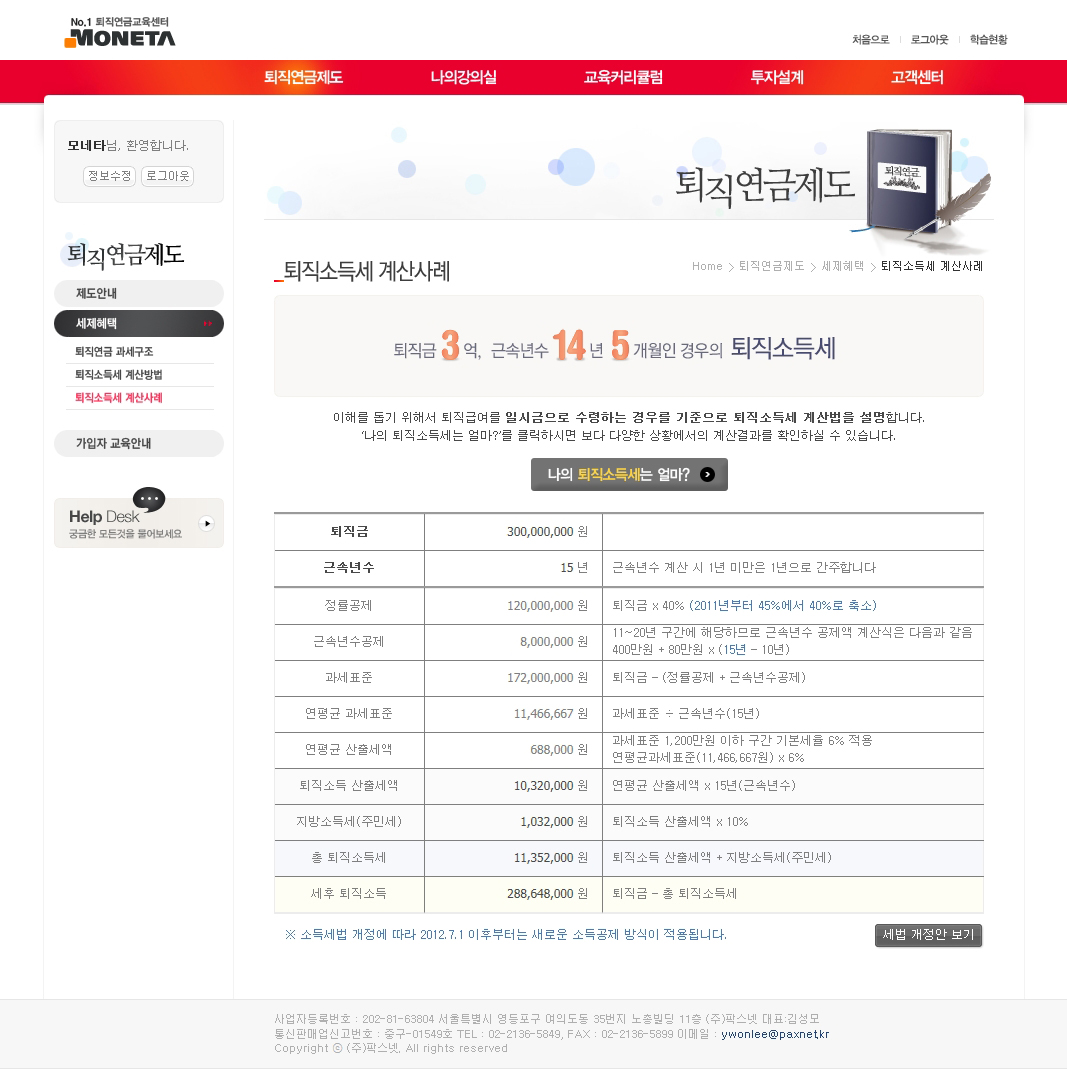 No.1 퇴직연금교육센터
MONETA
처음으로 로그아웃 학습현황
퇴직연금제도 나의강의실 교육커리큘럼 투자설계 고객센터
모네타님, 환영합니다.
정보수정 로그아웃
퇴직연금제도
제도안내
세제혜택
퇴직연금 과세구조
퇴직소득세 계산방법
퇴직소득세 계산사례
가입자 교육안내
Help Desk
궁금한 모든것을 물어보세요
퇴직연금제도
퇴직연금
퇴직소득세 계산사례
Home > 퇴직연금제도 > 세제혜택 > 퇴직소득세 계산사례
퇴직금 3 억, 근속년수 14 년 5 개월인 경우의 퇴직소득세
이해를 돕기 위해서 퇴직급여를 일시금으로 수령하는 경우를 기준으로 퇴직소득세 계산법을 설명합니다.
'나의 퇴직소득세는 얼마?'를 클릭하시면 보다 다양한 상황에서의 계산결과를 확인하실 수 있습니다.
나의 퇴직소득세는 얼마?
퇴직금 300,000,000 원
근속년수 15 년 근속년수 계산 시 1년 미만은 1년으로 간주합니다
정률공제 120,000,000 원 퇴직금 x 40% (2011년부터 45%에서 40%로 축소)
근속년수공제 8,000,000 원 11~20년 구간에 해당하므로 근속년수 공제액 계산식은 다음과 같음
400만원 + 80만원 x (15년 - 10년)
과세표준 172,000,000 원 퇴직금 - (정률공제 + 근속년수공제)
연평균 과세표준 11,466,667 원 과세표준 ÷ 근속년수(15년)
연평균 산출세액 688,000 원 과세표준 1,200만원 이하 구간 기본세율 6% 적용
연평균과세표준(11,466,667원) x 6%
퇴직소득 산출세액 10,320,000 원 연평균 산출세액 x 15년(근속년수)
지방소득세(주민세) 1,032,000 원 퇴직소득 산출세액 x 10%
총 퇴직소득세 11,352,000 원 퇴직소득 산출세액 + 지방소득세(주민세)
세후 퇴직소득 288,648,000 원 퇴직금 - 총 퇴직소득세
※ 소득세법 개정에 따라 2012.7.1 이후부터는 새로운 소득공제 방식이 적용됩니다.
세법 개정안 보기
사업자등록번호 : 202-81-63804 서울특별시 영등포구 여의도동 35번지 노총빌딩 11층 (주)팍스넷 대표:김성모
통신판매업신고번호 : 중구-01549호 TEL : 02-2136-5849, FAX : 02-2136-5899 이메일 : ywonlee@paxnet.kr
Copyright ⓒ (주)팍스넷. All rights reserved